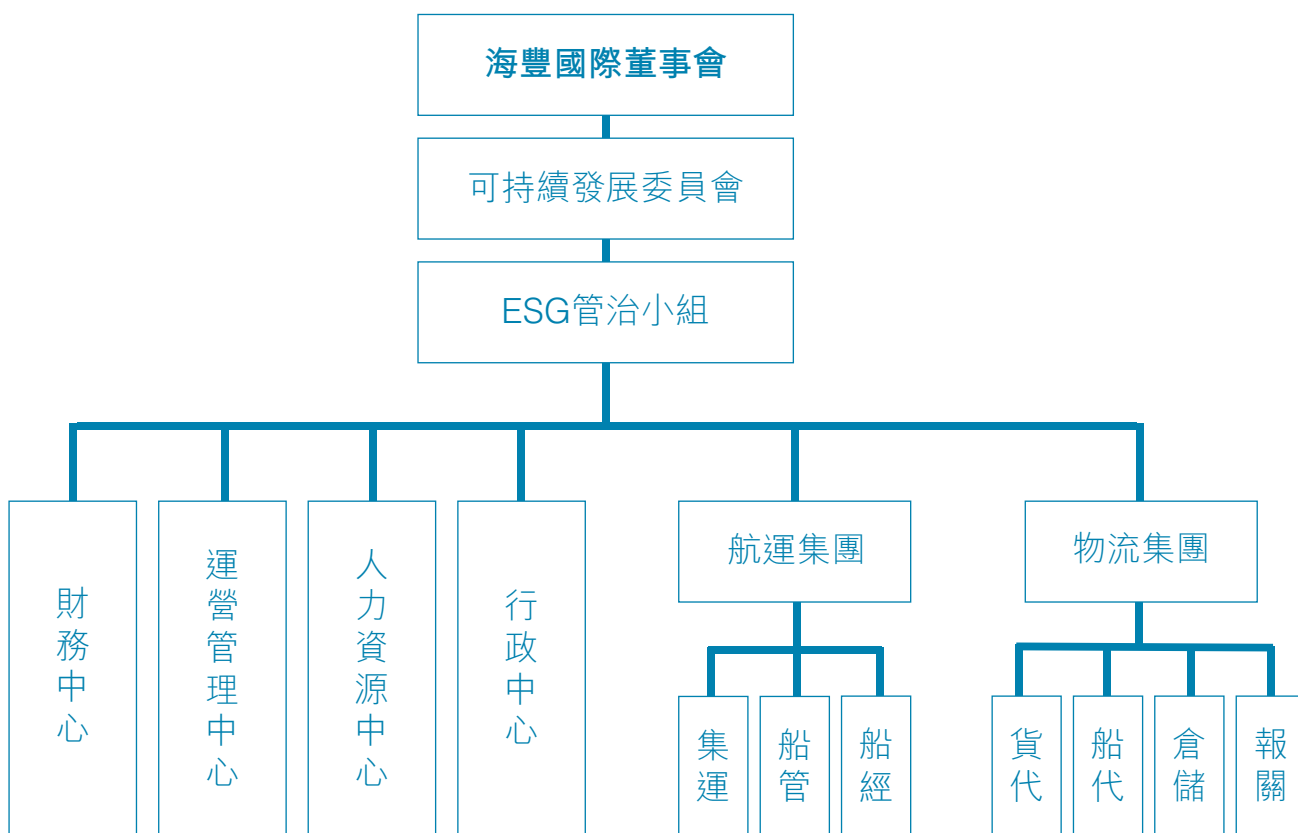 海豐國際董事會
可持續發展委員會
ESG管治小組
財務中心
運營管理中心
人力資源中心
行政中心
航運集團
物流集團
集運
船管
船經
貨代
船代
倉儲
報關